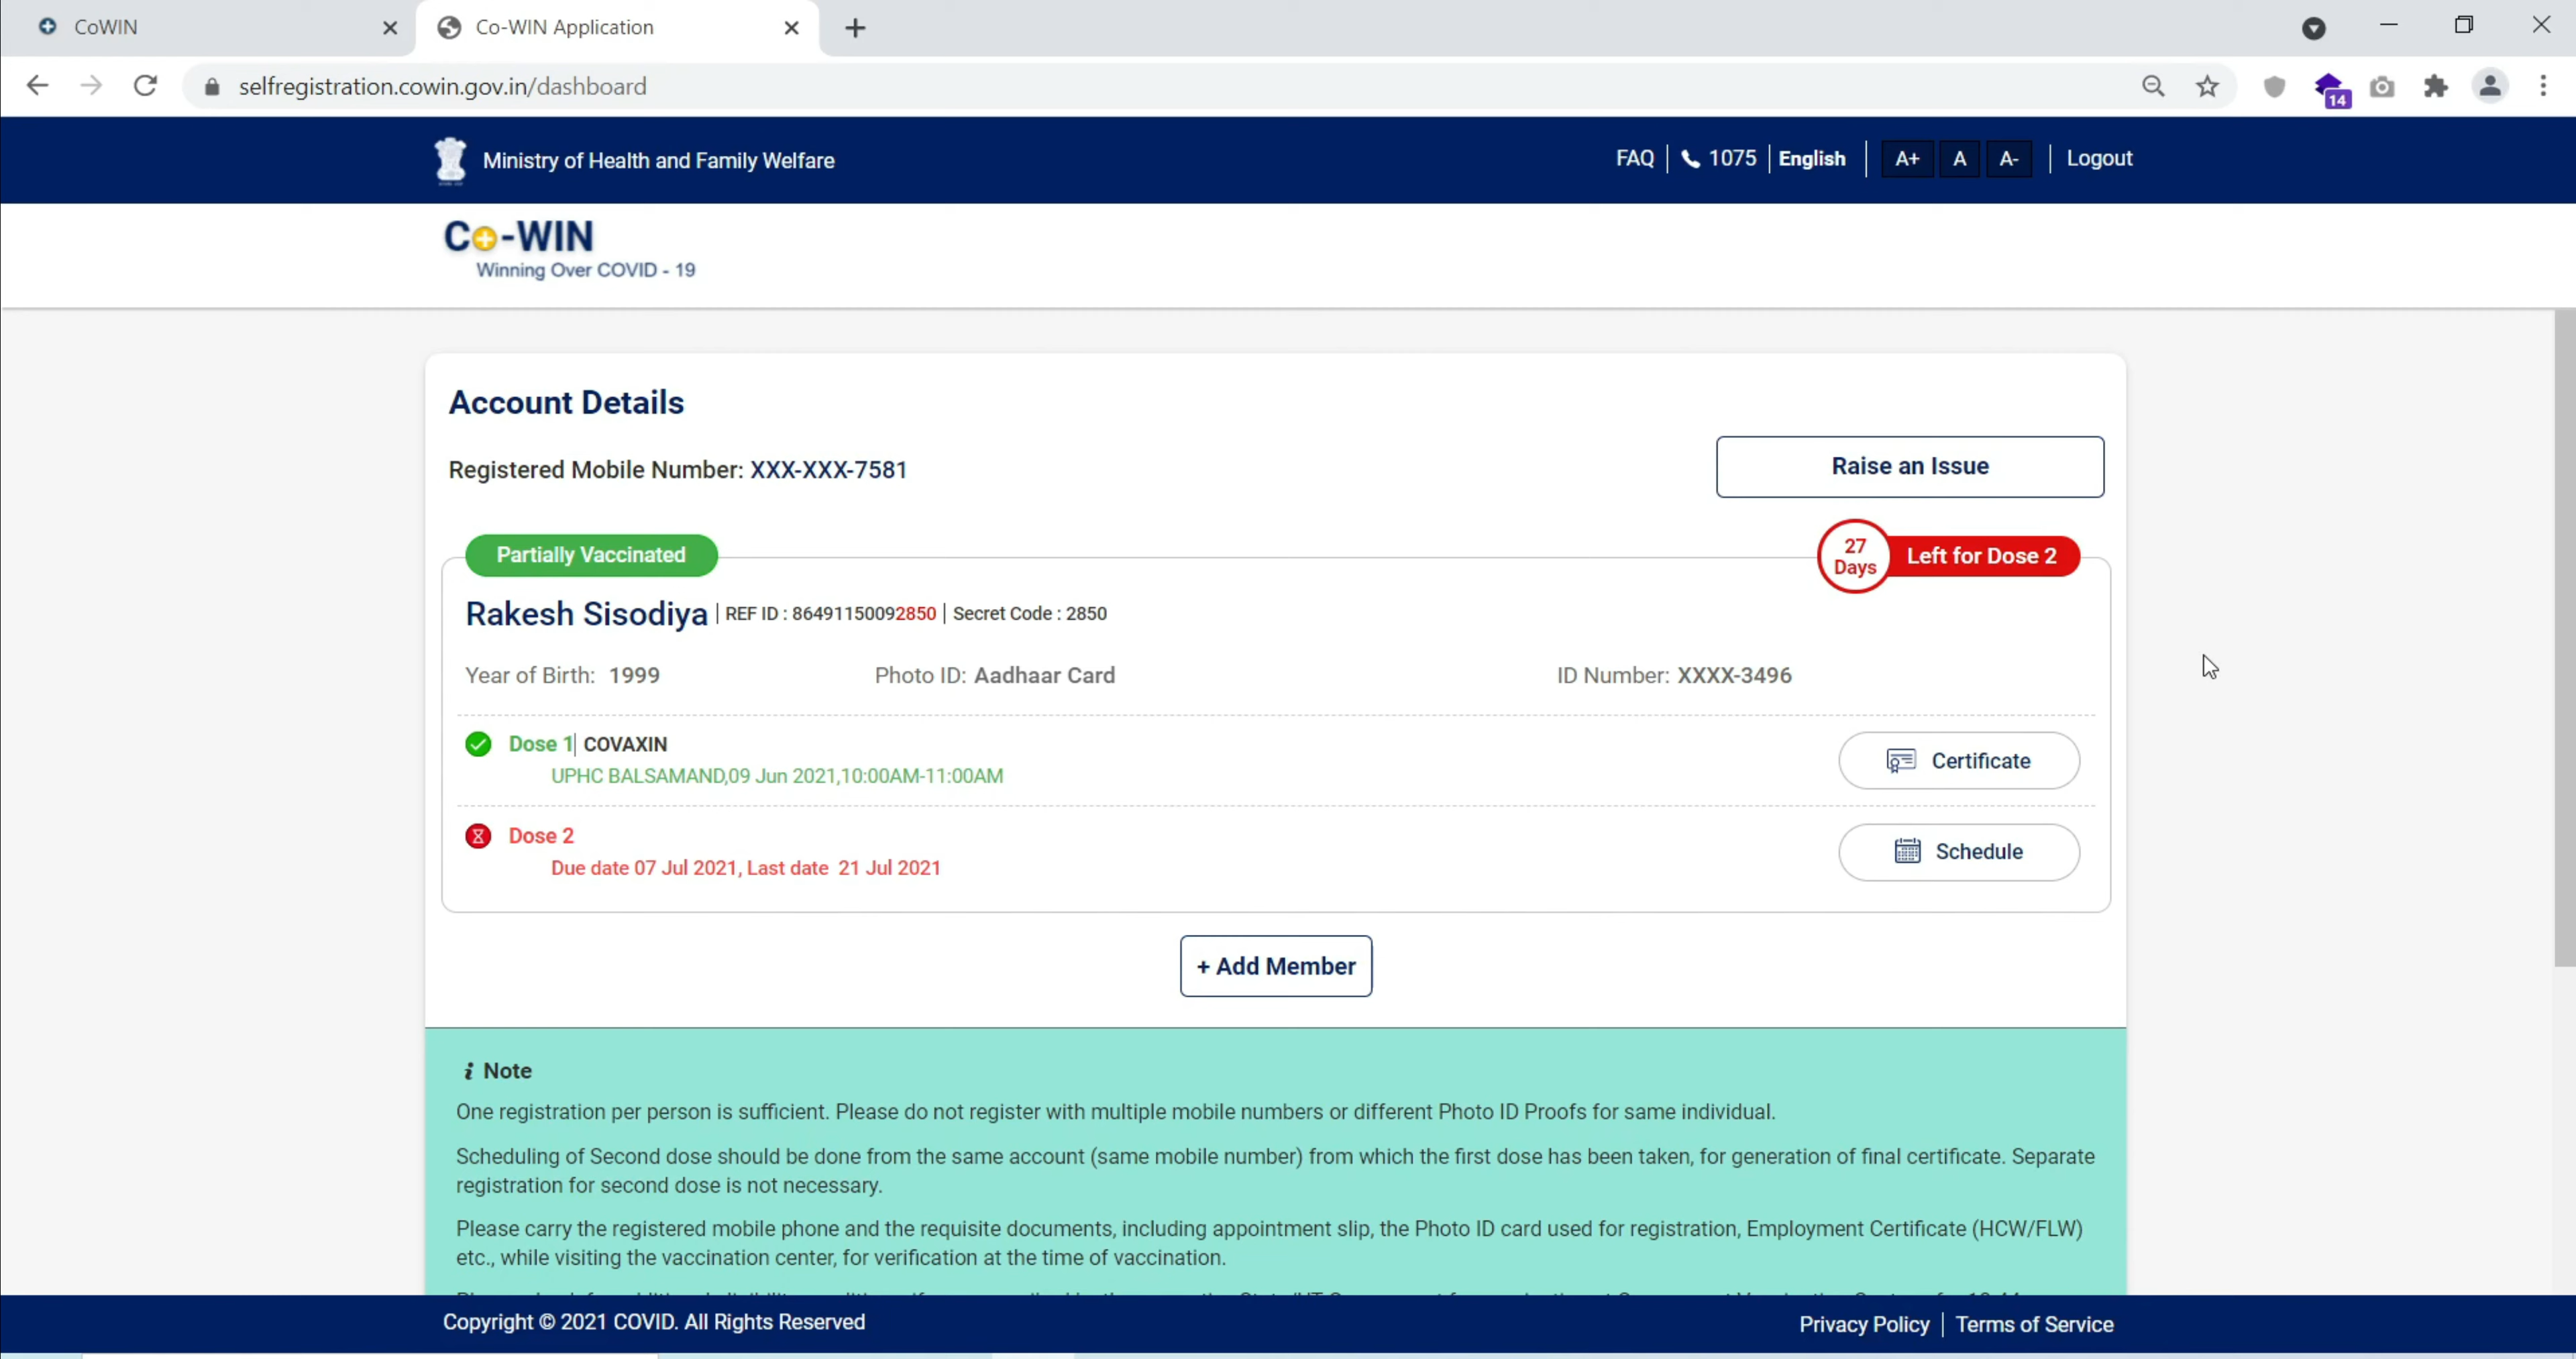 CoWIN
Co-WIN Application
selfregistration.cowin.gov.in/dashboard
14
Ministry of Health and Family Welfare
FAQ
1075
English
A+
A
A-
Logout
Co-WIN
Winning Over COVID - 19
Account Details
Registered Mobile Number: XXX-XXX-7581
Raise an Issue
Partially Vaccinated
27 Days
Left for Dose 2
Rakesh Sisodiya | REF ID : 86491150092850 | Secret Code : 2850
Year of Birth: 1999
Photo ID: Aadhaar Card
ID Number: XXXX-3496
Dose 1| COVAXIN
UPHC BALSAMAND,09 Jun 2021,10:00AM-11:00AM
Certificate
Dose 2
Due date 07 Jul 2021, Last date 21 Jul 2021
Schedule
+ Add Member
i Note
One registration per person is sufficient. Please do not register with multiple mobile numbers or different Photo ID Proofs for same individual.
Scheduling of Second dose should be done from the same account (same mobile number) from which the first dose has been taken, for generation of final certificate. Separate
registration for second dose is not necessary.
Please carry the registered mobile phone and the requisite documents, including appointment slip, the Photo ID card used for registration, Employment Certificate (HCW/FLW)
etc., while visiting the vaccination center, for verification at the time of vaccination.
Copyright © 2021 COVID. All Rights Reserved
Privacy Policy | Terms of Service